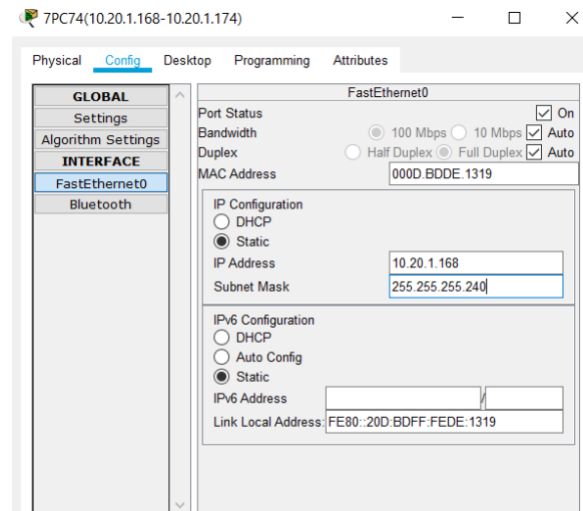 7PC74(10.20.1.168-10.20.1.174)
Physical Config Desktop Programming Attributes
GLOBAL
Settings
Algorithm Settings
INTERFACE
FastEthernet0
Bluetooth
FastEthernet0
Port Status On
Bandwidth 100 Mbps 10 Mbps Auto
Duplex Half Duplex Full Duplex Auto
MAC Address 000D.BDDE.1319
IP Configuration
DHCP
Static
IP Address 10.20.1.168
Subnet Mask 255.255.255.240
IPv6 Configuration
DHCP
Auto Config
Static
IPv6 Address /
Link Local Address: FE80::20D:BDFF:FEDE:1319